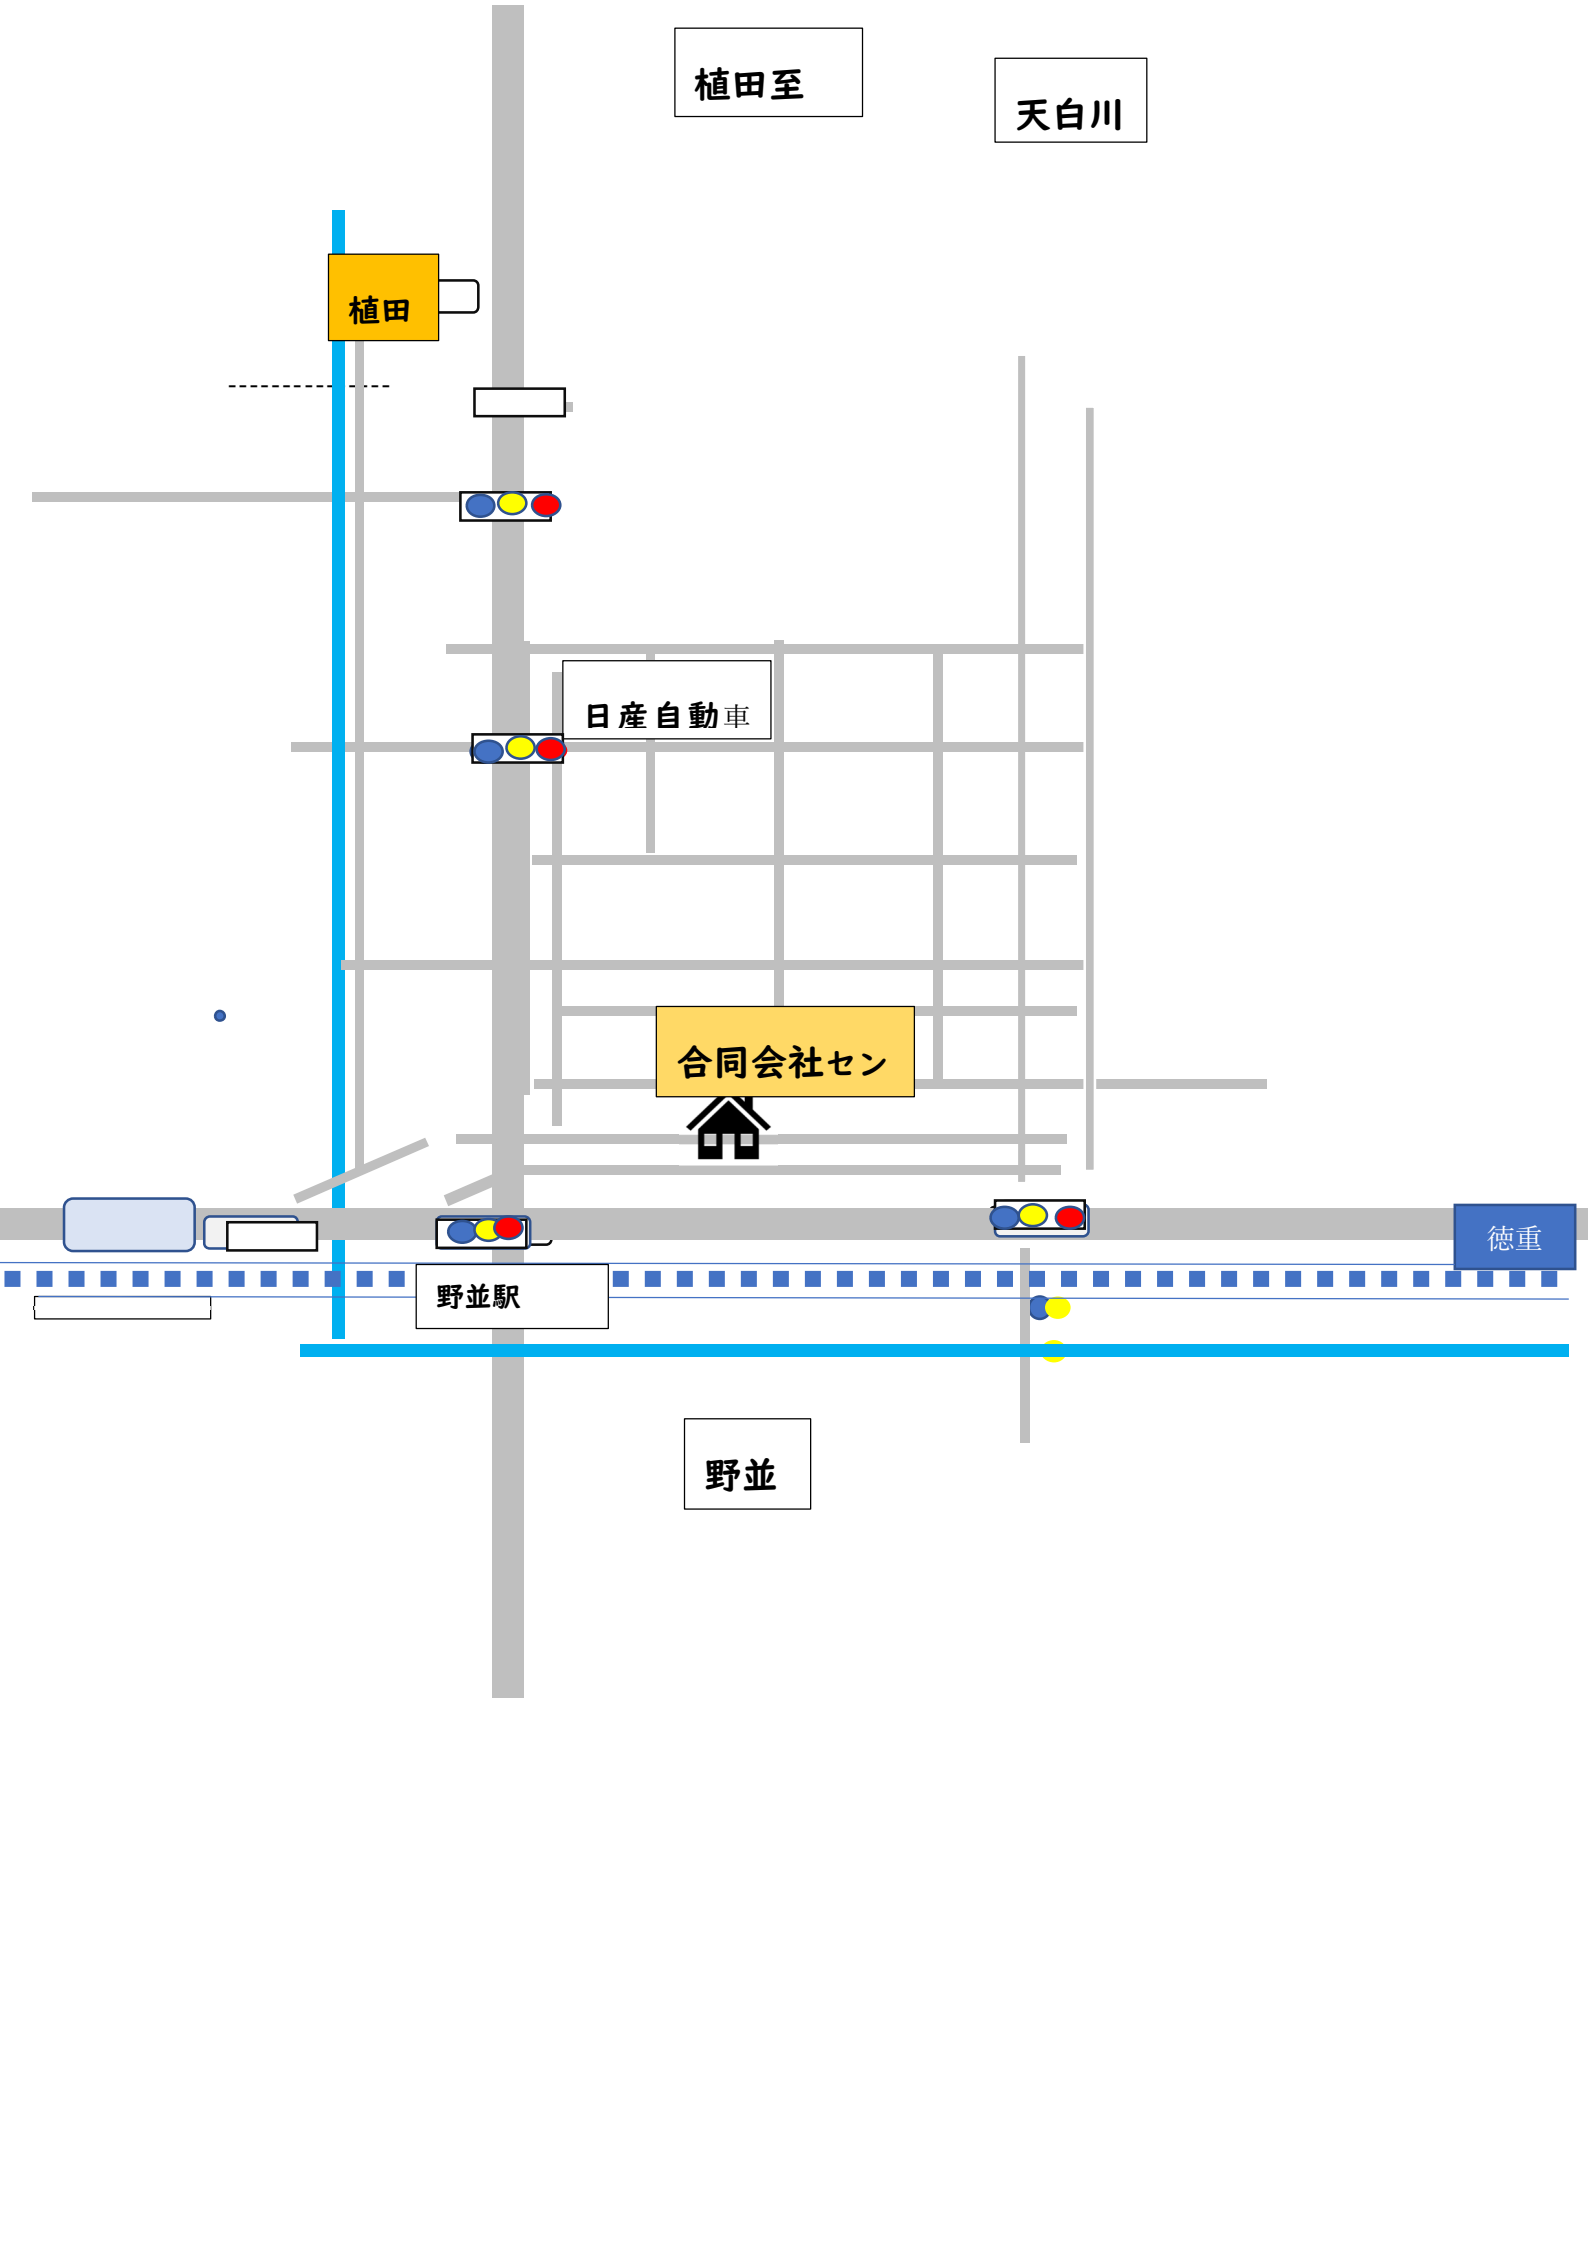 植田至
天白川
植田
日産自動車
合同会社セン
徳重
野並駅
野並